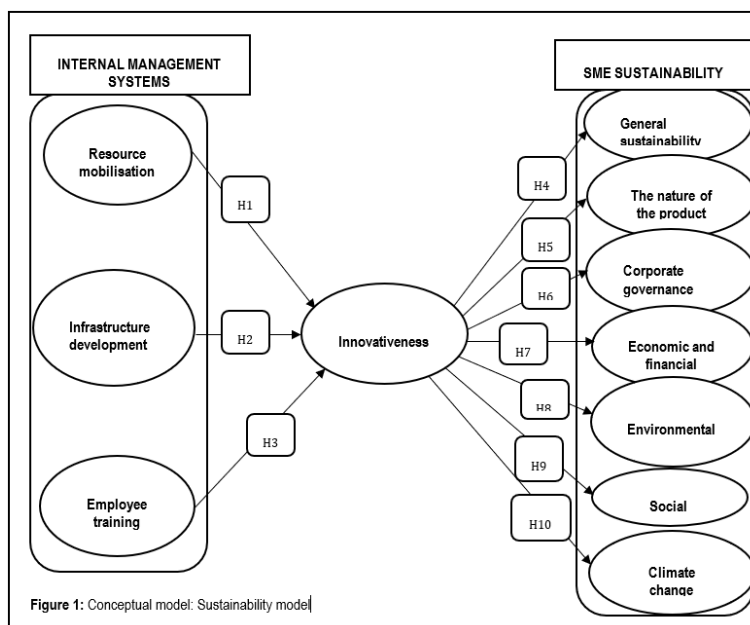 INTERNAL MANAGEMENT
SYSTEMS
SME SUSTAINABILITY
Resource
mobilisation
Infrastructure
development
Employee
training
H1
H2
H3
Innovativeness
H4
H5
H6
H7
H8
H9
H10
General
sustainability
The nature of
the product
Corporate
governance
Economic and
financial
Environmental
Social
Climate
change
Figure 1: Conceptual model: Sustainability model